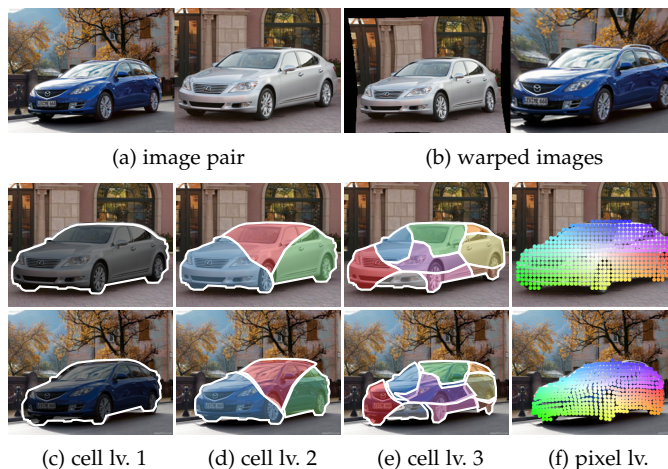 (a) image pair
(b) warped images
(c) cell lv. 1
(d) cell lv. 2
(e) cell lv. 3
(f) pixel lv.